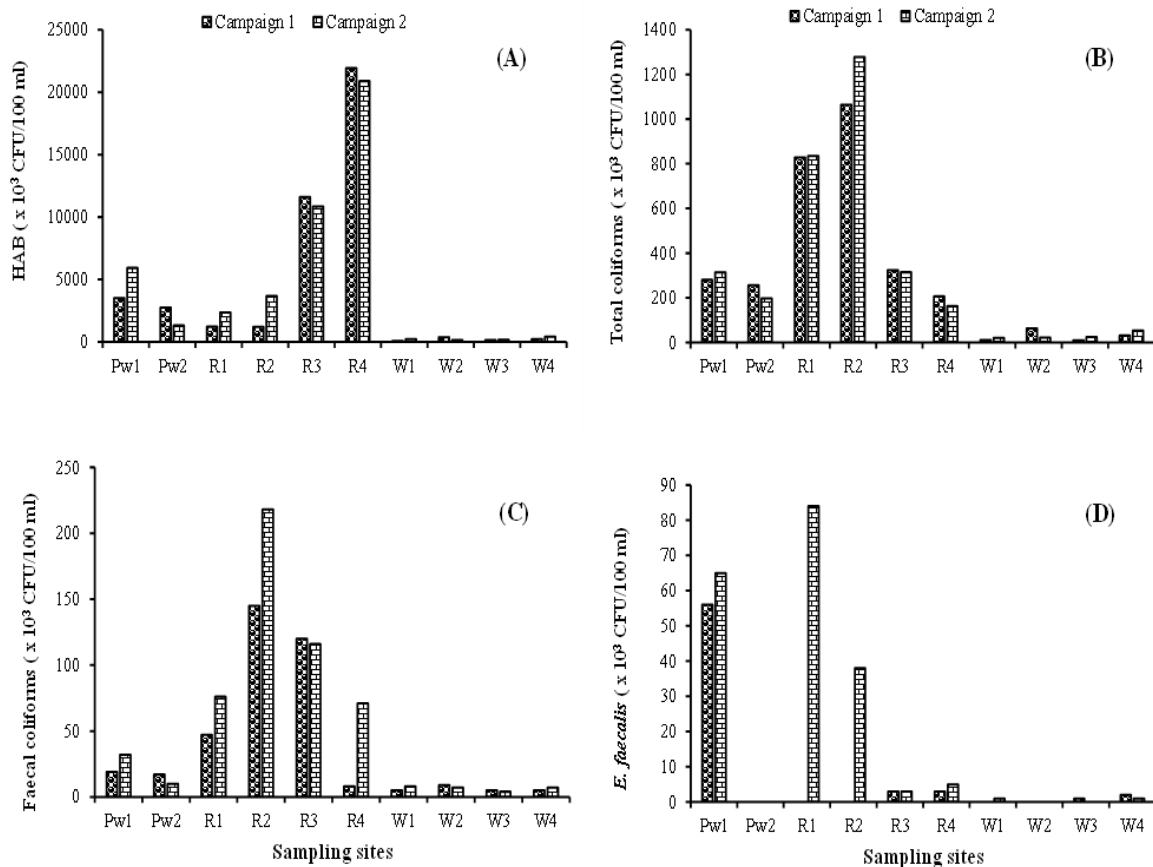 Campaign 1 Campaign 2
(A)
HAB ( x 10³ CFU/100 ml)
25000
20000
15000
10000
5000
0
Pw1 Pw2 R1 R2 R3 R4 W1 W2 W3 W4
Campaign 1 Campaign 2
(B)
Total coliforms ( x 10³ CFU/100 ml)
1400
1200
1000
800
600
400
200
0
Pw1 Pw2 R1 R2 R3 R4 W1 W2 W3 W4
(C)
Faecal coliforms ( x 10³ CFU/100 ml)
250
200
150
100
50
0
Pw1 Pw2 R1 R2 R3 R4 W1 W2 W3 W4
Sampling sites
(D)
E. faecalis ( x 10³ CFU/100 ml)
90
80
70
60
50
40
30
20
10
0
Pw1 Pw2 R1 R2 R3 R4 W1 W2 W3 W4
Sampling sites